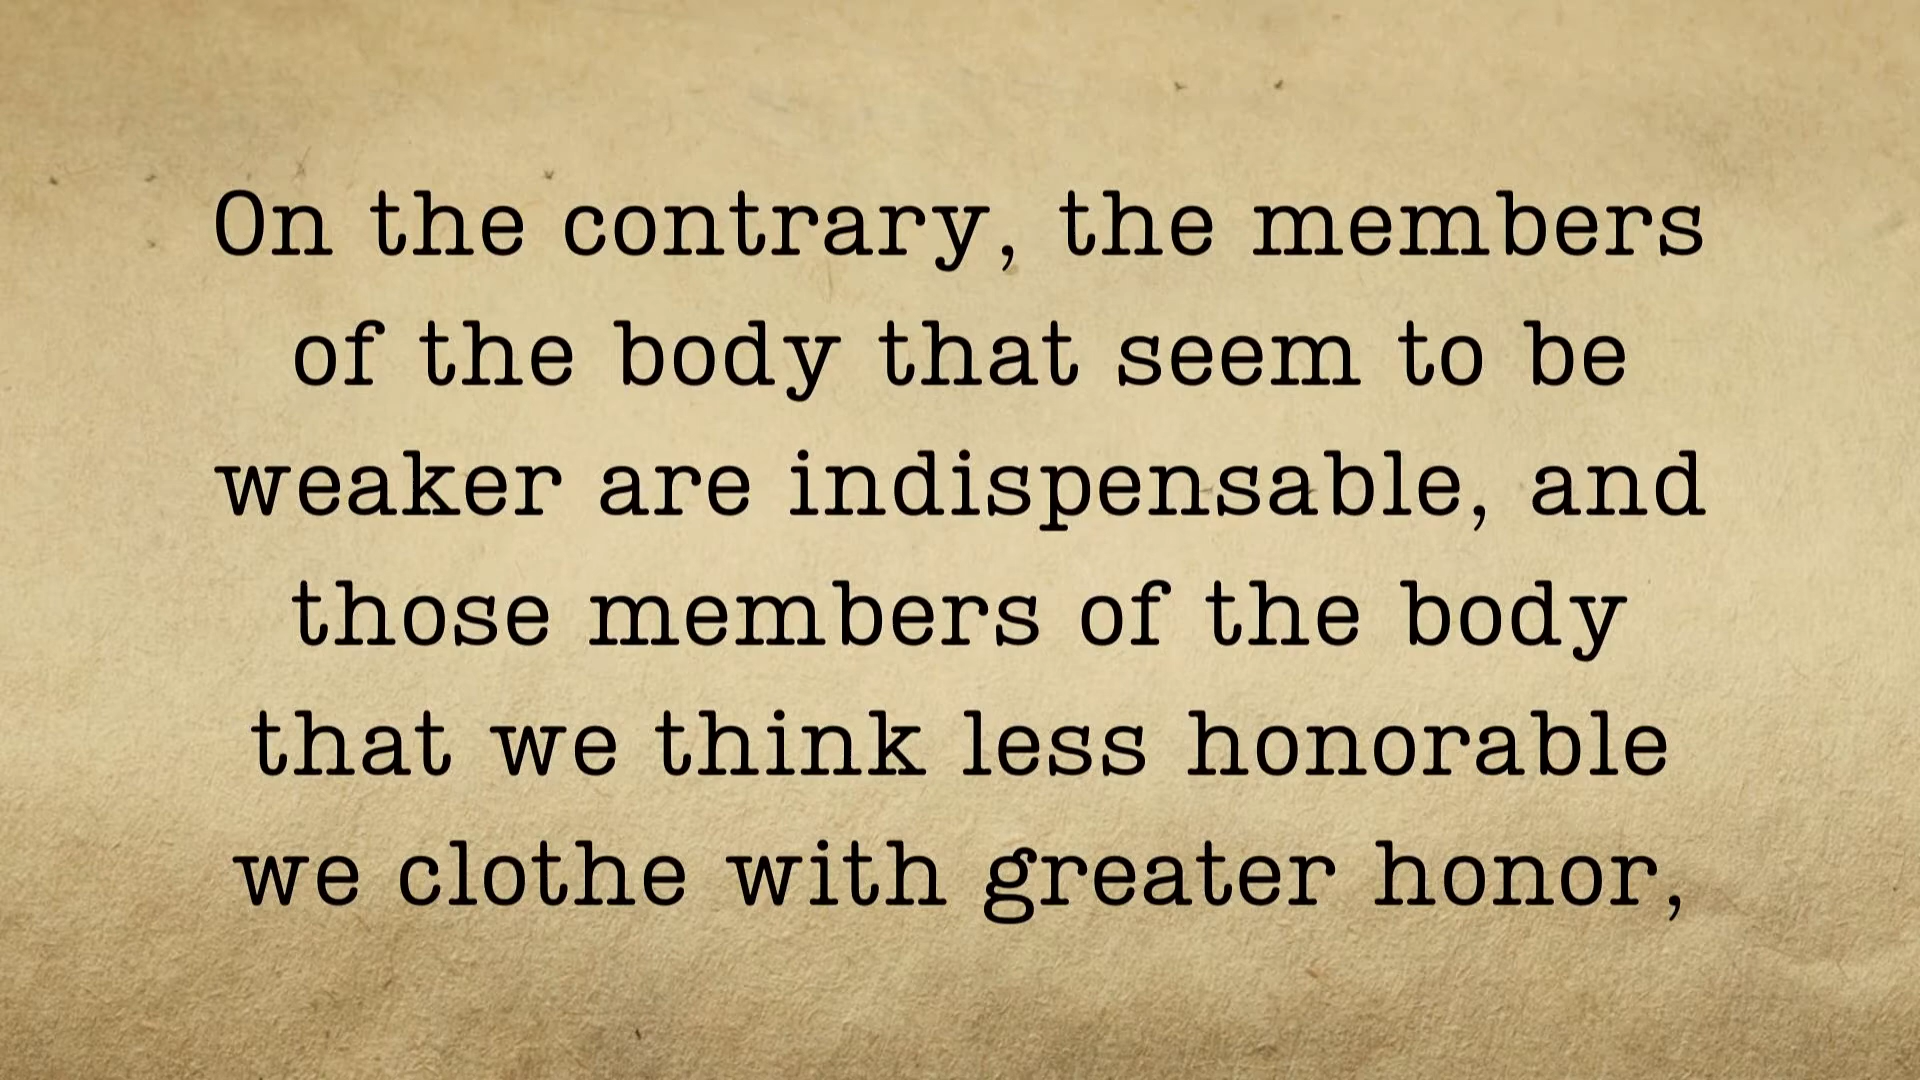 On the contrary, the members
of the body that seem to be
weaker are indispensable, and
those members of the body
that we think less honorable
we clothe with greater honor,